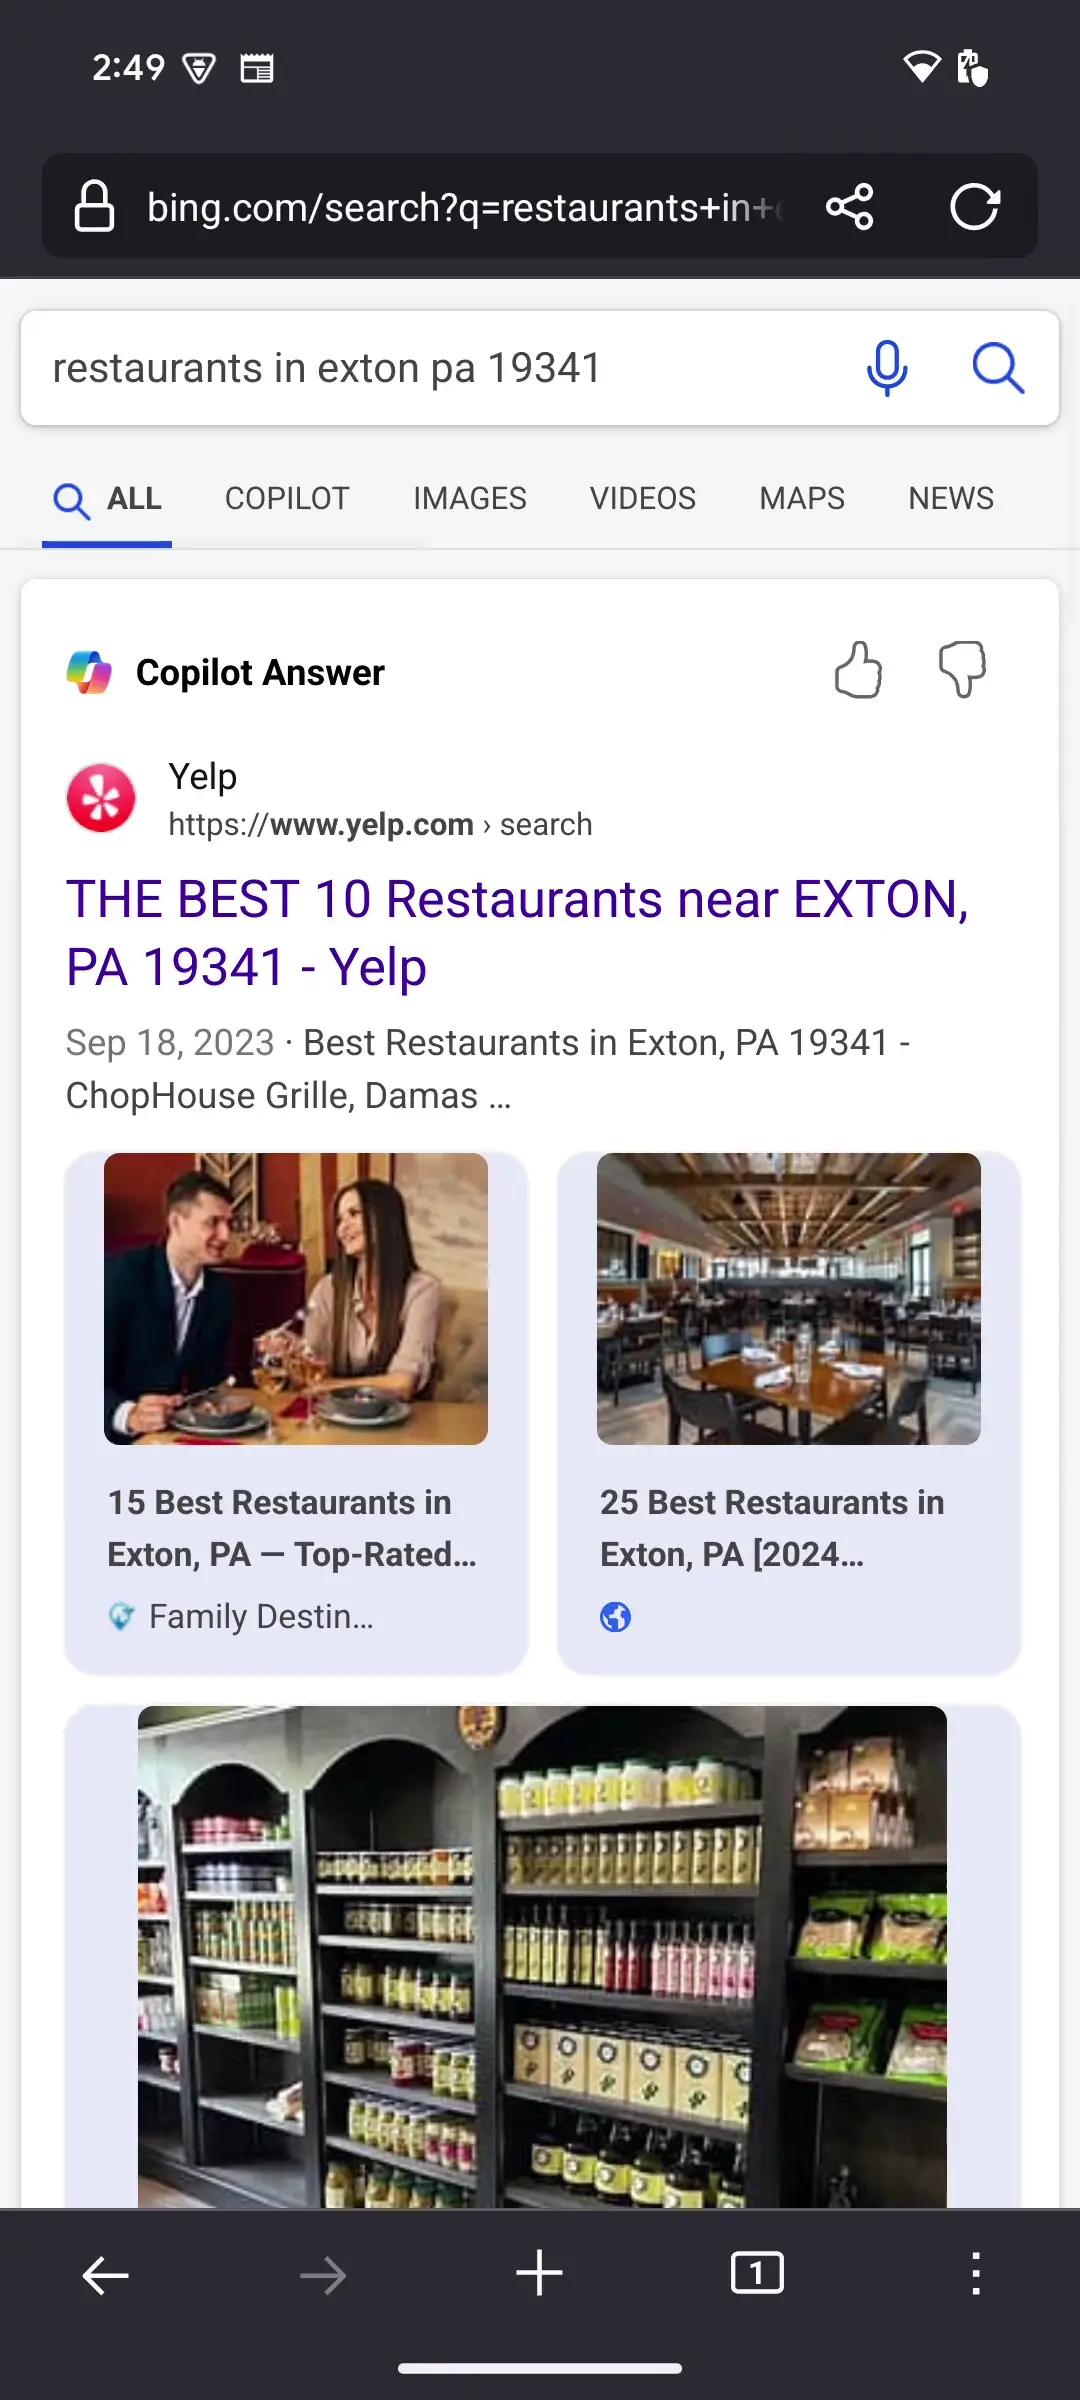 2:49
bing.com/search?q=restaurants+in+
restaurants in exton pa 19341
ALL COPILOT IMAGES VIDEOS MAPS NEWS
Copilot Answer
Yelp
https://www.yelp.com › search
THE BEST 10 Restaurants near EXTON,
PA 19341 - Yelp
Sep 18, 2023 · Best Restaurants in Exton, PA 19341 -
ChopHouse Grille, Damas ...
15 Best Restaurants in
Exton, PA — Top-Rated...
Family Destin...
25 Best Restaurants in
Exton, PA [2024...
1